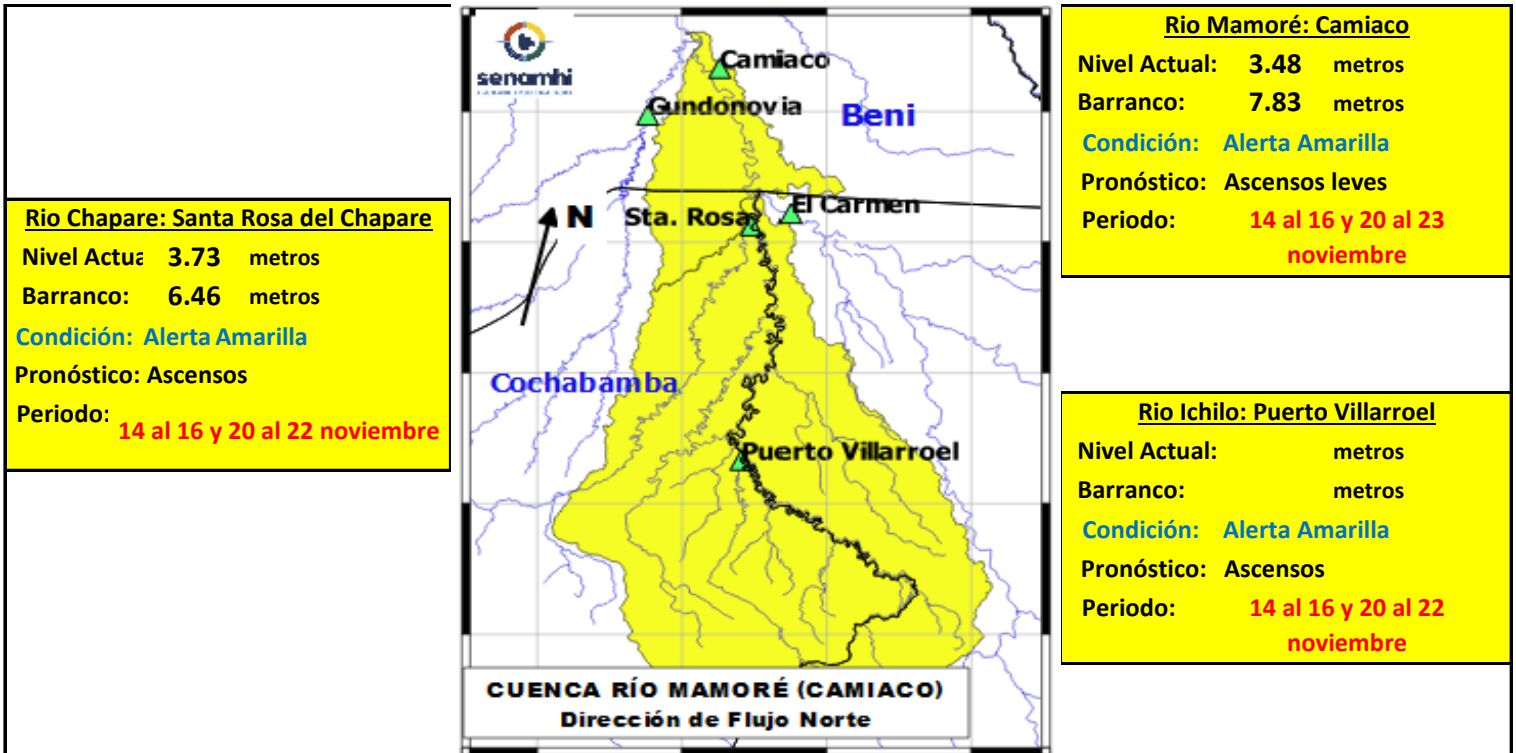 Rio Chapare: Santa Rosa del Chapare
Nivel Actua 3.73 metros
Barranco: 6.46 metros
Condición: Alerta Amarilla
Pronóstico: Ascensos
Periodo: 14 al 16 y 20 al 22 noviembre
senamhi
Camiaco
Gundonovia
Beni
N
Sta. Rosa
El Carmen
Cochabamba
Puerto Villarroel
CUENCA RÍO MAMORÉ (CAMIACO)
Dirección de Flujo Norte
Rio Mamoré: Camiaco
Nivel Actual: 3.48 metros
Barranco: 7.83 metros
Condición: Alerta Amarilla
Pronóstico: Ascensos leves
Periodo: 14 al 16 y 20 al 23
noviembre
Rio Ichilo: Puerto Villarroel
Nivel Actual: metros
Barranco: metros
Condición: Alerta Amarilla
Pronóstico: Ascensos
Periodo: 14 al 16 y 20 al 22
noviembre